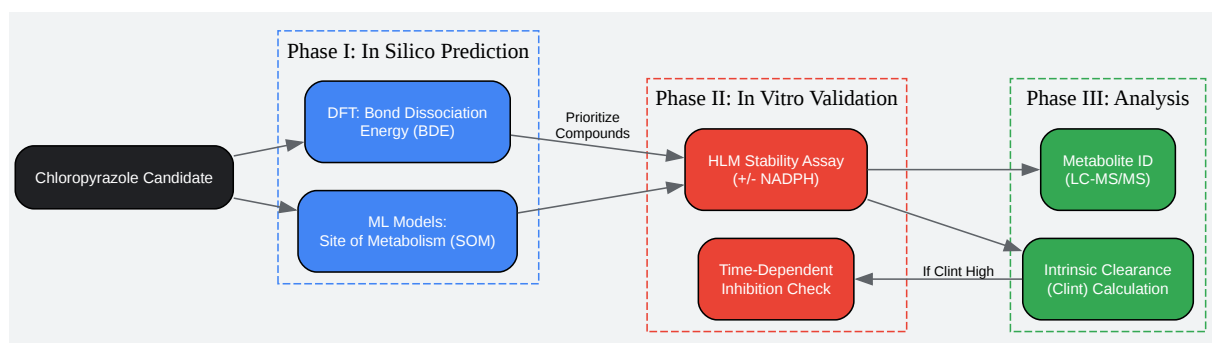 Chloropyrazole Candidate
Phase I: In Silico Prediction
DFT: Bond Dissociation
Energy (BDE)
ML Models:
Site of Metabolism (SOM)
Prioritize
Compounds
Phase II: In Vitro Validation
HLM Stability Assay
(+/- NADPH)
Time-Dependent
Inhibition Check
If Clint High
Phase III: Analysis
Metabolite ID
(LC-MS/MS)
Intrinsic Clearance
(Clint) Calculation